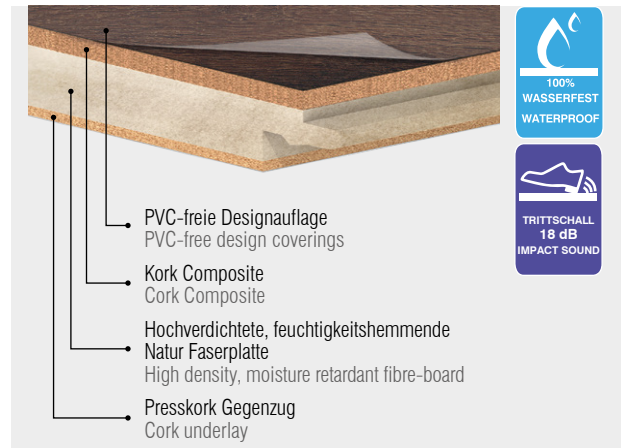 100%
WASSERFEST
WATERPROOF
TRITTSCHALL
18 dB
IMPACT SOUND
PVC-freie Designauflage
PVC-free design coverings
Kork Composite
Cork Composite
Hochverdichtete, feuchtigkeitshemmende
Natur Faserplatte
High density, moisture retardant fibre-board
Presskork Gegenzug
Cork underlay